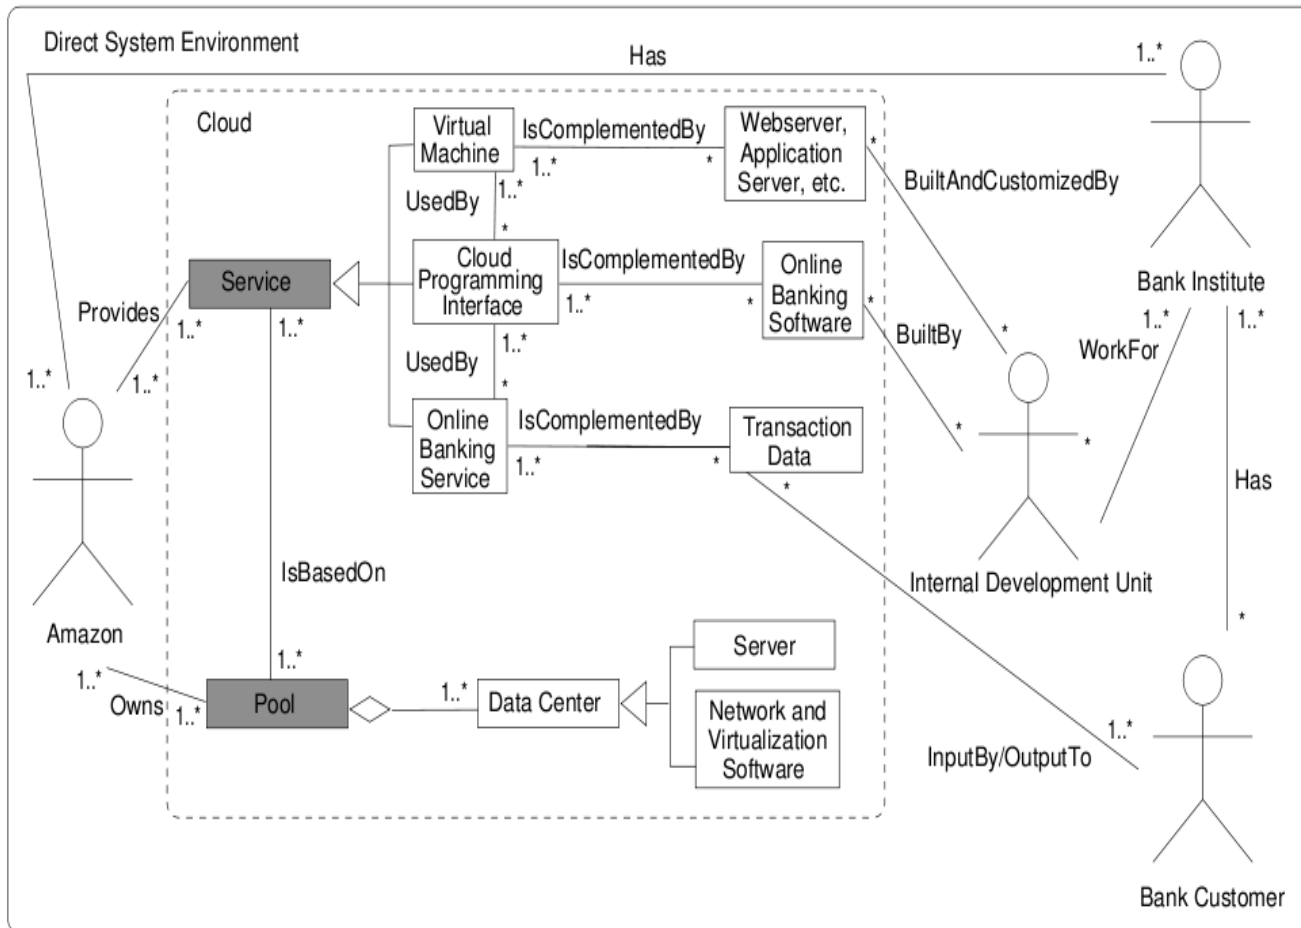 Direct System Environment
Has
1..*
Cloud
Virtual
Machine
IsComplementedBy
1..*
*
Webserver,
Application
Server, etc.
*
BuiltAndCustomizedBy
*
UsedBy
1..*
*
Service
Cloud
Programming
Interface
IsComplementedBy
1..*
*
Online
Banking
Software
*
BuiltBy
*
Bank Institute
1..*
1..*
WorkFor
*
Provides
1..*
1..*
1..*
1..*
UsedBy
1..*
*
Online
Banking
Service
IsComplementedBy
1..*
*
Transaction
Data
*
Has
*
Internal Development Unit
IsBasedOn
1..*
Amazon
1..*
Owns
1..*
Pool
1..*
Data Center
Server
Network and
Virtualization
Software
InputBy/OutputTo
1..*
Bank Customer